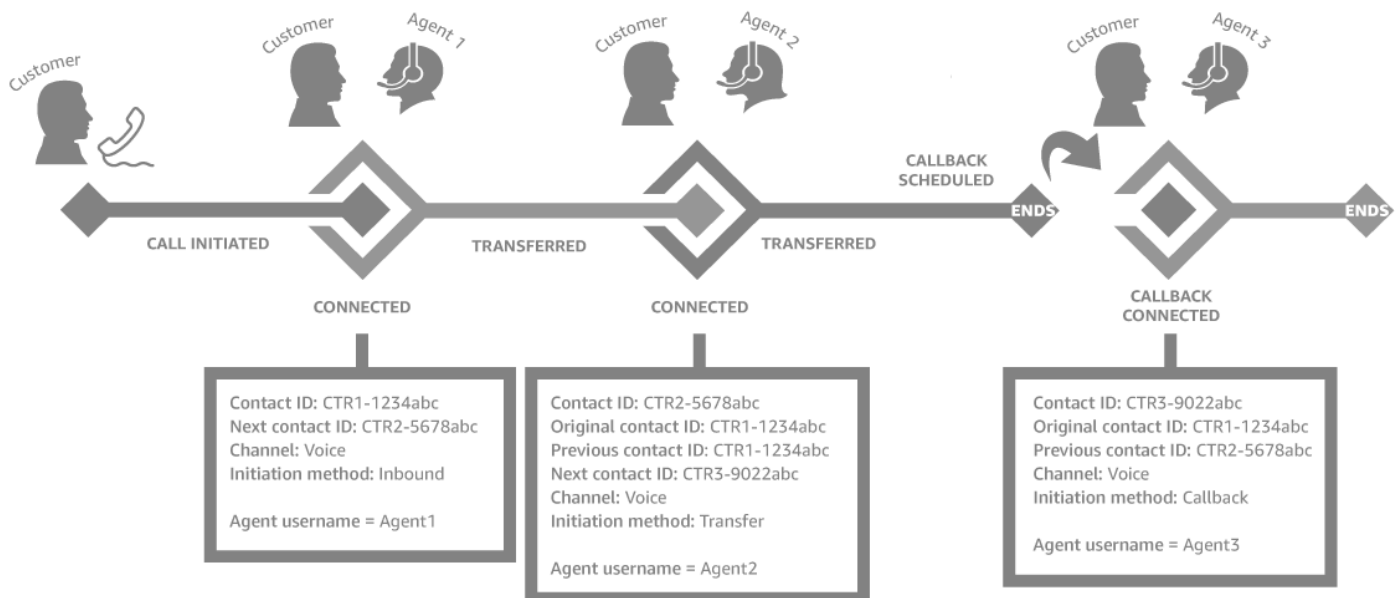 Customer
Customer
Agent 1
Customer
Agent 2
Customer
Agent 3
CALL INITIATED
TRANSFERRED
TRANSFERRED
CALLBACK
SCHEDULED
ENDS
ENDS
CONNECTED
CONNECTED
CALLBACK
CONNECTED
Contact ID: CTR1-1234abc
Next contact ID: CTR2-5678abc
Channel: Voice
Initiation method: Inbound
Agent username = Agent1
Contact ID: CTR2-5678abc
Original contact ID: CTR1-1234abc
Previous contact ID: CTR1-1234abc
Next contact ID: CTR3-9022abc
Channel: Voice
Initiation method: Transfer
Agent username = Agent2
Contact ID: CTR3-9022abc
Original contact ID: CTR1-1234abc
Previous contact ID: CTR2-5678abc
Channel: Voice
Initiation method: Callback
Agent username = Agent3